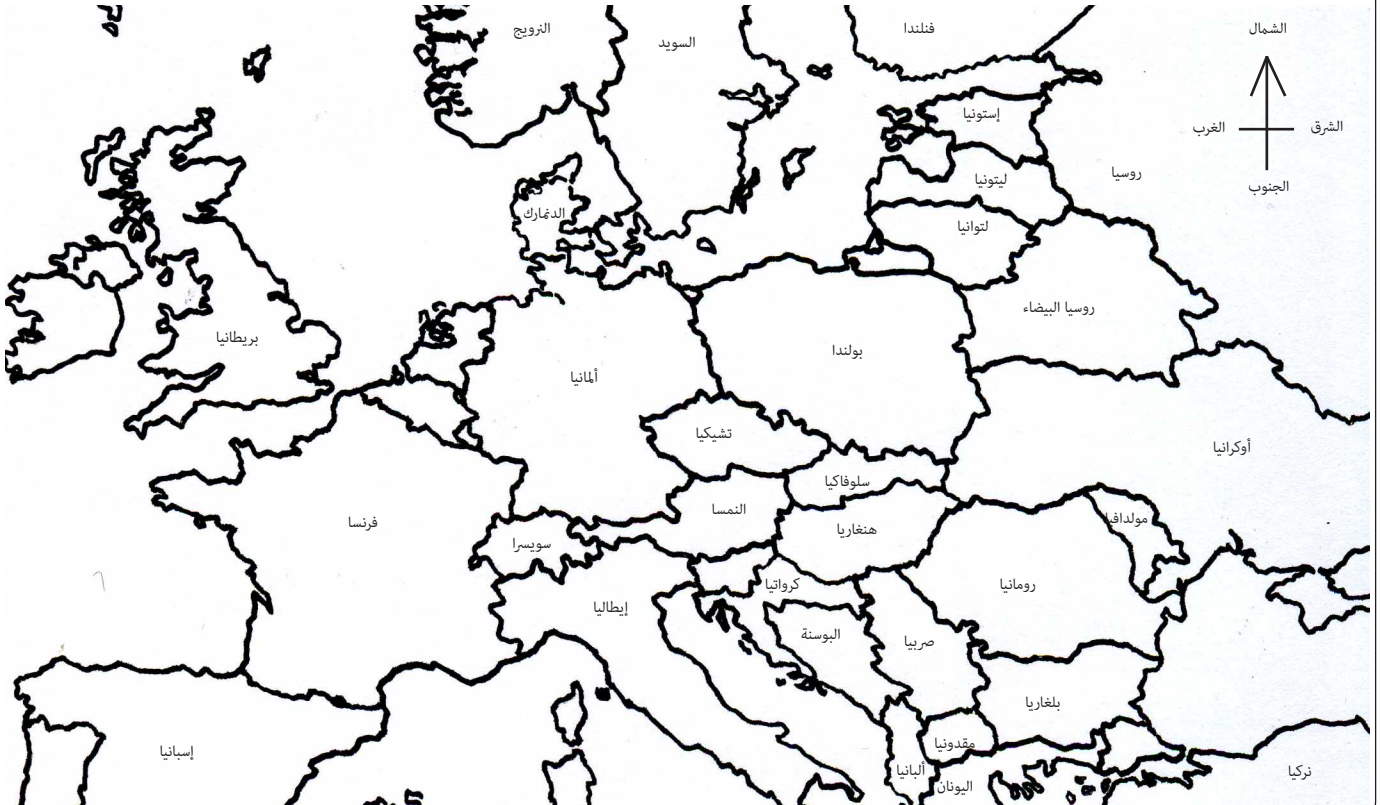 النرويج
السويد
فنلندا
الشمال
إستونيا
الغرب
الشرق
روسيا
ليتونيا
الجنوب
الدنمارك
لتوانيا
روسيا البيضاء
بريطانيا
بولندا
ألمانيا
تشيكيا
أوكرانيا
سلوفاكيا
النمسا
فرنسا
هنغاريا
مولدافيا
سويسرا
كرواتيا
رومانيا
إيطاليا
البوسنة
صربيا
بلغاريا
إسبانيا
مقدونيا
ألبانيا
نركيا
اليونان